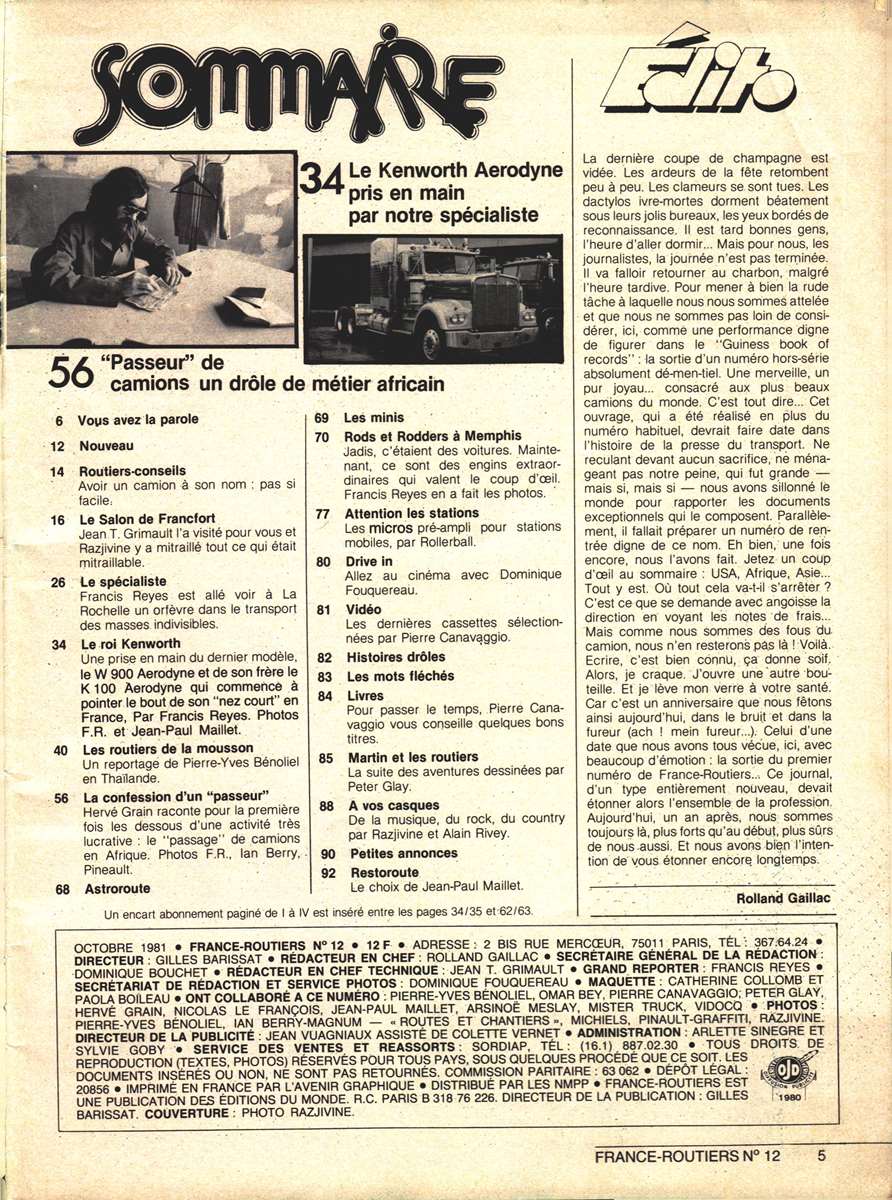 SOMMAIRE
34 Le Kenworth Aerodyne
pris en main
par notre spécialiste
56 "Passeur" de
camions un drôle de métier africain
6 Vous avez la parole
12 Nouveau
14 Routiers-conseils
Avoir un camion à son nom : pas si
facile.
16 Le Salon de Francfort
Jean T. Grimault l'a visité pour vous et
Razjivine y a mitraillé tout ce qui était
mitraillable.
26 Le spécialiste
Francis Reyes est allé voir à La
Rochelle un orfèvre dans le transport
des masses indivisibles.
34 Le roi Kenworth
Une prise en main du dernier modèle,
le W 900 Aerodyne et de son frère le
K 100 Aerodyne qui commence à
pointer le bout de son "nez court" en
France, Par Francis Reyes. Photos
F.R. et Jean-Paul Maillet.
40 Les routiers de la mousson
Un reportage de Pierre-Yves Bénoliel
en Thaïlande.
56 La confession d'un "passeur"
Hervé Grain raconte pour la première
fois les dessous d'une activité très
lucrative : le "passage" de camions
en Afrique. Photos F.R., Ian Berry,
Pineault.
68 Astroroute
69 Les minis
70 Rods et Rodders à Memphis
Jadis, c'étaient des voitures. Mainte-
nant, ce sont des engins extraor-
dinaires qui valent le coup d'œil.
Francis Reyes en a fait les photos.
77 Attention les stations
Les micros pré-ampli pour stations
mobiles, par Rollerball.
80 Drive in
Allez au cinéma avec Dominique
Fouquereau.
81 Vidéo
Les dernières cassettes sélection-
nées par Pierre Canavaggio.
82 Histoires drôles
83 Les mots fléchés
84 Livres
Pour passer le temps, Pierre Cana-
vaggio vous conseille quelques bons
titres.
85 Martin et les routiers
La suite des aventures dessinées par
Peter Glay.
88 A vos casques
De la musique, du rock, du country
par Razjivine et Alain Rivey.
90 Petites annonces
92 Restoroute
Le choix de Jean-Paul Maillet.
Un encart abonnement paginé de I à IV est inséré entre les pages 34/35 et 62/63.
Édito
La dernière coupe de champagne est
vidée. Les ardeurs de la fête retombent
peu à peu. Les clameurs se sont tues. Les
dactylos ivre-mortes dorment béatement
sous leurs jolis bureaux, les yeux bordés de
reconnaissance. Il est tard bonnes gens,
l'heure d'aller dormir... Mais pour nous, les
journalistes, la journée n'est pas terminée.
Il va falloir retourner au charbon, malgré
l'heure tardive. Pour mener à bien la rude
tâche à laquelle nous nous sommes attelée
et que nous ne sommes pas loin de consi-
dérer, ici, comme une performance digne
de figurer dans le "Guiness book of
records" : la sortie d'un numéro hors-série
absolument dé-men-tiel. Une merveille, un
pur joyau... consacré aux plus beaux
camions du monde. C'est tout dire... Cet
ouvrage, qui a été réalisé en plus du
numéro habituel, devrait faire date dans
l'histoire de la presse du transport. Ne
reculant devant aucun sacrifice, ne ména-
geant pas notre peine, qui fut grande —
mais si, mais si — nous avons sillonné le
monde pour rapporter les documents
exceptionnels qui le composent. Parallèle-
ment, il fallait préparer un numéro de ren-
trée digne de ce nom. Eh bien, une fois
encore, nous l'avons fait. Jetez un coup
d'œil au sommaire : USA, Afrique, Asie...
Tout y est. Où tout cela va-t-il s'arrêter ?
C'est ce que se demande avec angoisse la
direction en voyant les notes de frais...
Mais comme nous sommes des fous du
camion, nous n'en resterons pas là ! Voilà.
Ecrire, c'est bien connu, ça donne soif.
Alors, je craque. J'ouvre une autre bou-
teille. Et je lève mon verre à votre santé.
Car c'est un anniversaire que nous fêtons
ainsi aujourd'hui, dans le bruit et dans la
fureur (ach ! mein fureur...). Celui d'une
date que nous avons tous vécue, ici, avec
beaucoup d'émotion : la sortie du premier
numéro de France-Routiers... Ce journal,
d'un type entièrement nouveau, devait
étonner alors l'ensemble de la profession.
Aujourd'hui, un an après, nous sommes
toujours là, plus forts qu'au début, plus sûrs
de nous aussi. Et nous avons bien l'inten-
tion de vous étonner encore longtemps.
Rolland Gaillac
OCTOBRE 1981 ● FRANCE-ROUTIERS N° 12 ● 12 F ● ADRESSE : 2 BIS RUE MERCŒUR, 75011 PARIS, TÉL : 367.64.24 ●
DIRECTEUR : GILLES BARISSAT ● RÉDACTEUR EN CHEF : ROLLAND GAILLAC ● SECRÉTAIRE GÉNÉRAL DE LA RÉDACTION :
DOMINIQUE BOUCHET ● RÉDACTEUR EN CHEF TECHNIQUE : JEAN T. GRIMAULT ● GRAND REPORTER : FRANCIS REYES ●
SECRÉTARIAT DE RÉDACTION ET SERVICE PHOTOS : DOMINIQUE FOUQUEREAU ● MAQUETTE : CATHERINE COLLOMB ET
PAOLA BOILEAU ● ONT COLLABORÉ A CE NUMÉRO : PIERRE-YVES BÉNOLIEL, OMAR BEY, PIERRE CANAVAGGIO, PETER GLAY,
HERVÉ GRAIN, NICOLAS LE FRANÇOIS, JEAN-PAUL MAILLET, ARSINOË MESLAY, MISTER TRUCK, VIDOCQ ● PHOTOS :
PIERRE-YVES BÉNOLIEL, IAN BERRY-MAGNUM — « ROUTES ET CHANTIERS », MICHIELS, PINAULT-GRAFFITI, RAZJIVINE.
DIRECTEUR DE LA PUBLICITÉ : JEAN VUAGNIAUX ASSISTÉ DE COLETTE VERNET ● ADMINISTRATION : ARLETTE SINEGRE ET
SYLVIE GOBY ● SERVICE DES VENTES ET REASSORTS : SORDIAP, TÉL : (16.1) 887.02.30 ● TOUS DROITS DE
REPRODUCTION (TEXTES, PHOTOS) RÉSERVÉS POUR TOUS PAYS, SOUS QUELQUES PROCÉDÉ QUE CE SOIT. LES
DOCUMENTS INSÉRÉS OU NON, NE SONT PAS RETOURNÉS. COMMISSION PARITAIRE : 63 062 ● DÉPÔT LÉGAL :
20856 ● IMPRIMÉ EN FRANCE PAR L'AVENIR GRAPHIQUE ● DISTRIBUÉ PAR LES NMPP ● FRANCE-ROUTIERS EST
UNE PUBLICATION DES ÉDITIONS DU MONDE. R.C. PARIS B 318 76 226. DIRECTEUR DE LA PUBLICATION : GILLES
BARISSAT. COUVERTURE : PHOTO RAZJIVINE.
OJD
1980
FRANCE-ROUTIERS N° 12 5